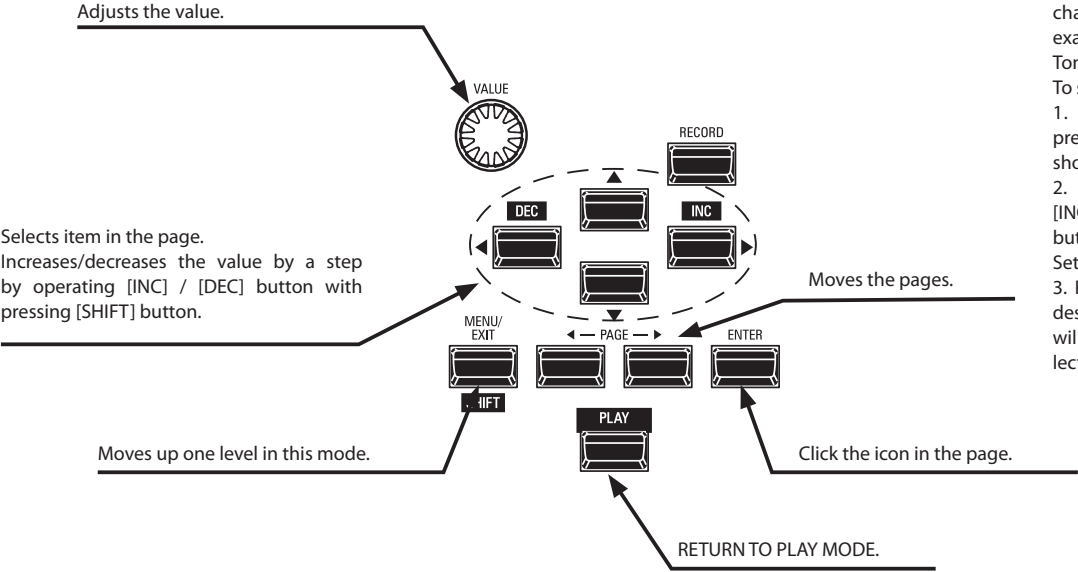 Adjusts the value.
VALUE
RECORD
DEC
INC
Selects item in the page.
Increases/decreases the value by a step
by operating [INC] / [DEC] button with
pressing [SHIFT] button.
Moves the pages.
MENU/
EXIT
PAGE
ENTER
SHIFT
PLAY
Moves up one level in this mode.
Click the icon in the page.
RETURN TO PLAY MODE.
cha
exa
To s
1.
pre
sho
2.
[INC
but
Set
3.
des
wil
lect